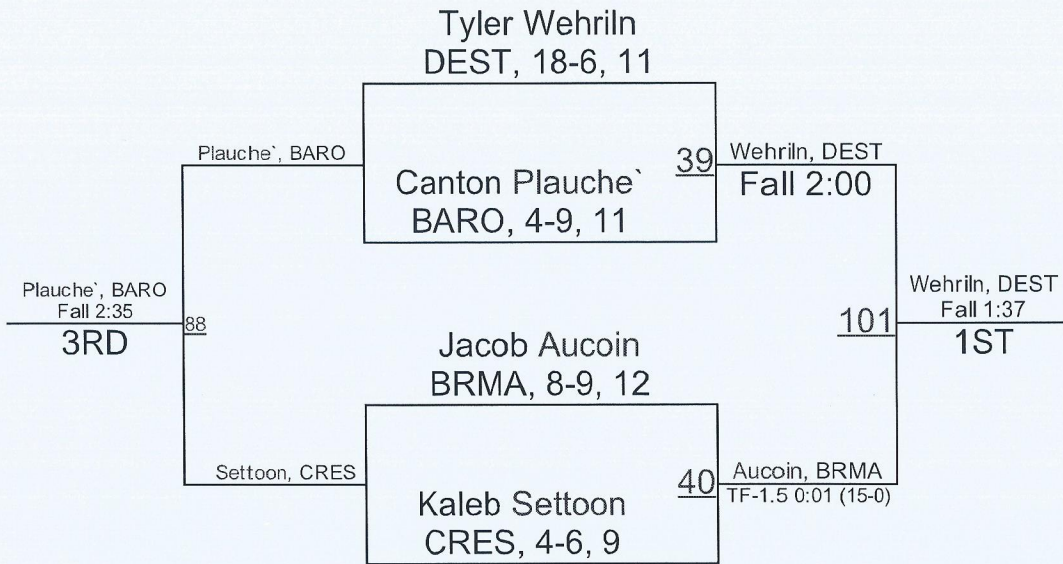 Tyler Wehriln
DEST, 18-6, 11
Plauche`, BARO
Canton Plauche`
BARO, 4-9, 11
39
Wehriln, DEST
Fall 2:00
Plauche`, BARO
Fall 2:35
3RD
88
Jacob Aucoin
BRMA, 8-9, 12
101
Wehriln, DEST
Fall 1:37
1ST
Settoon, CRES
Kaleb Settoon
CRES, 4-6, 9
40
Aucoin, BRMA
TF-1.5 0:01 (15-0)